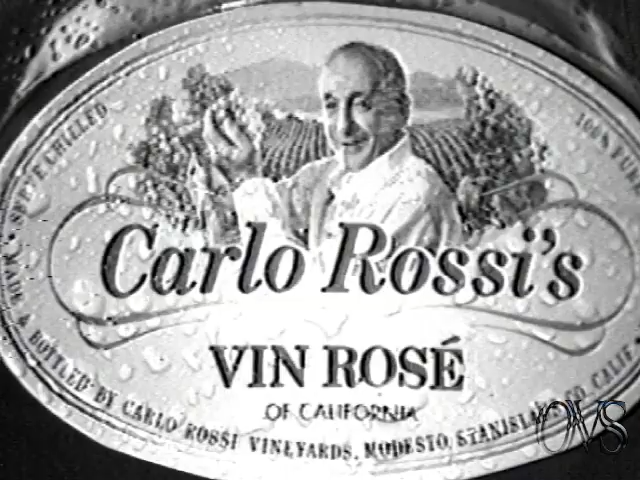 SERVE CHILLED
100% PURE
Carlo Rossi's
VIN ROSÉ
OF CALIFORNIA
MADE & BOTTLED BY CARLO ROSSI VINEYARDS, MODESTO, STANISLAUS CO CALIF.
OVS